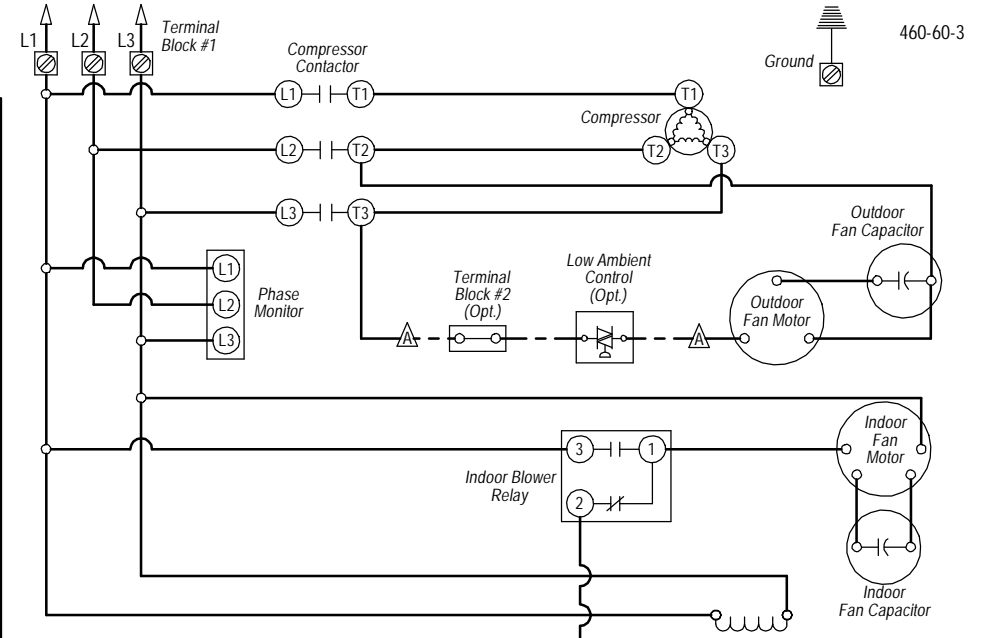 L1 L2 L3 Terminal
Block #1
460-60-3
Ground
Compressor
Contactor
L1 T1 T1
Compressor
L2 T2 T2 T3
L3 T3
Outdoor
Fan Capacitor
L1
L2
L3
Phase
Monitor
Terminal
Block #2
(Opt.)
Low Ambient
Control
(Opt.)
Outdoor
Fan Motor
A A
Indoor
Fan
Motor
3 1
2
Indoor Blower
Relay
Indoor
Fan Capacitor